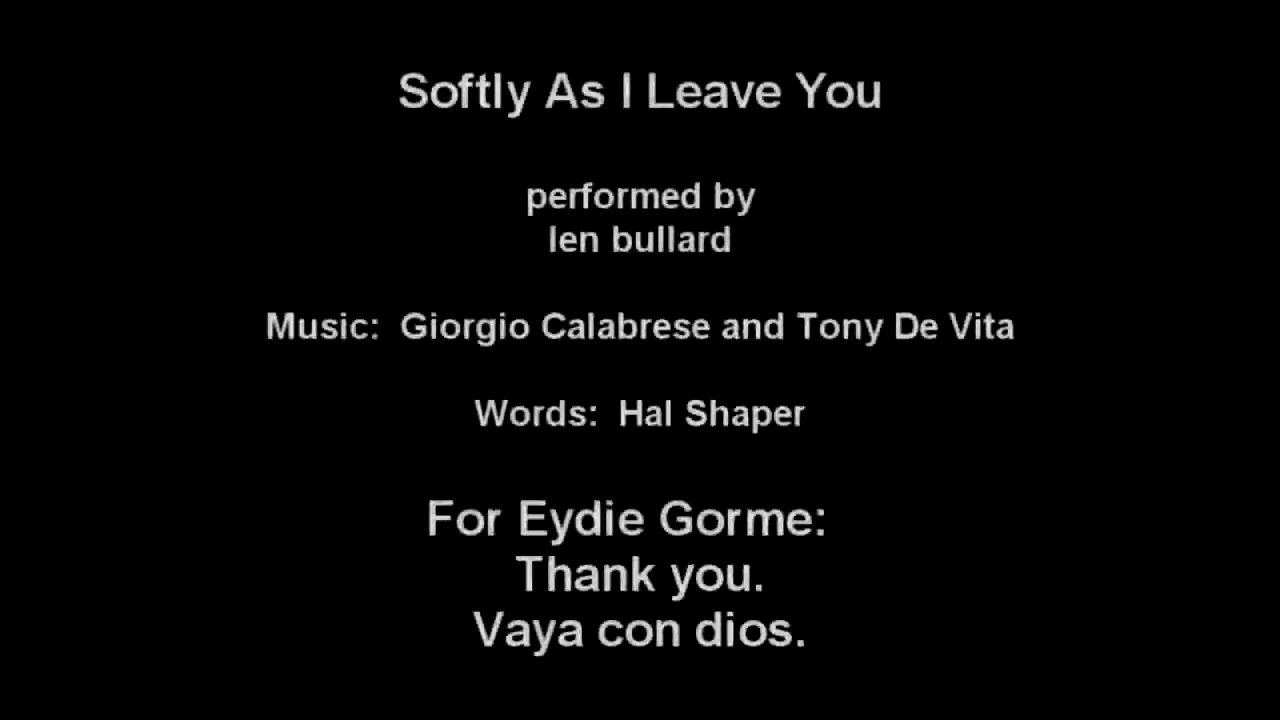 Softly As I Leave You
performed by
len bullard
Music:  Giorgio Calabrese and Tony De Vita
Words:  Hal Shaper
For Eydie Gorme:
Thank you.
Vaya con dios.